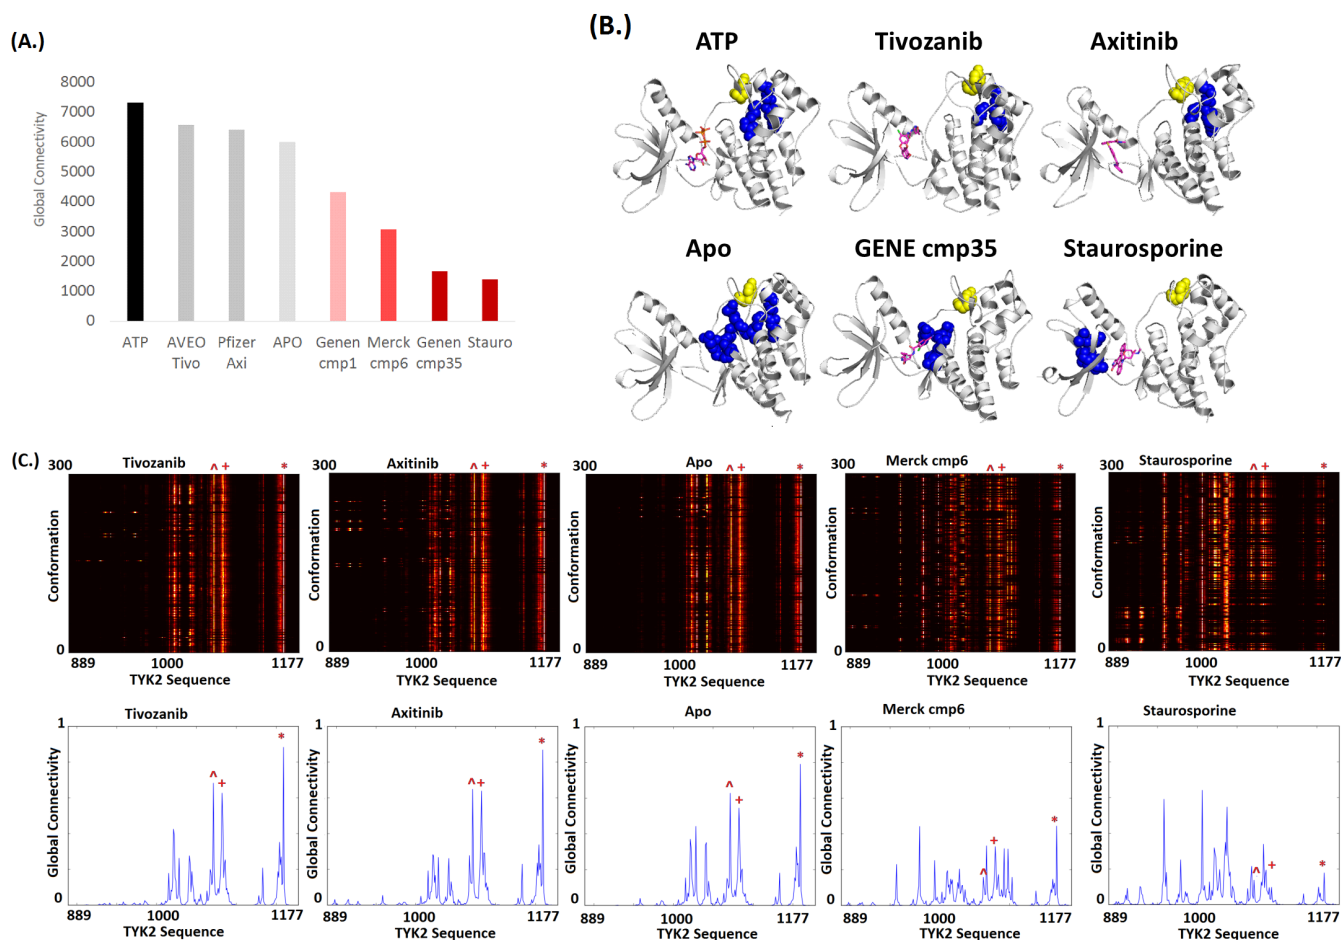 (A.)
8000
7000
6000
5000
4000
3000
2000
1000
0
Global Connectivity
ATP
AVEO
Tivo
Pfizer
Axi
APO
Genen
cmp1
Merck
cmp6
Genen
cmp35
Stauro
(B.)
ATP
Tivozanib
Axitinib
Apo
GENE cmp35
Staurosporine
(C.)
Tivozanib
^ + *
300
Conformation
0
889
1000
1177
TYK2 Sequence
Axitinib
^ + *
300
Conformation
0
889
1000
1177
TYK2 Sequence
Apo
^ + *
300
Conformation
0
889
1000
1177
TYK2 Sequence
Merck cmp6
^ + *
300
Conformation
0
889
1000
1177
TYK2 Sequence
Staurosporine
^ + *
300
Conformation
0
889
1000
1177
TYK2 Sequence
Tivozanib
1
Global Connectivity
0
^ + *
889
1000
1177
TYK2 Sequence
Axitinib
1
Global Connectivity
0
^ + *
889
1000
1177
TYK2 Sequence
Apo
1
Global Connectivity
0
^ + *
889
1000
1177
TYK2 Sequence
Merck cmp6
1
Global Connectivity
0
^ + *
889
1000
1177
TYK2 Sequence
Staurosporine
1
Global Connectivity
0
^ + *
889
1000
1177
TYK2 Sequence